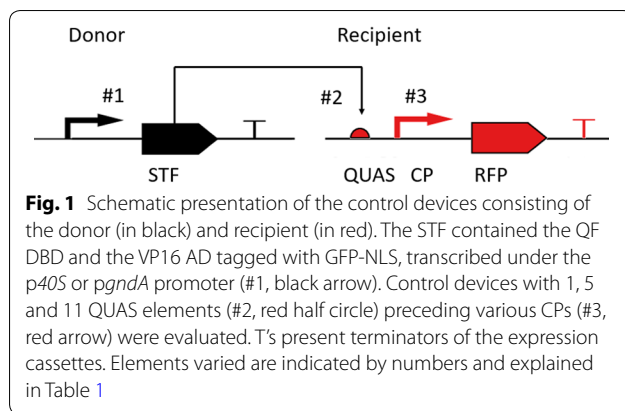 Donor Recipient
#1 #2 #3
STF QUAS CP RFP
Fig. 1 Schematic presentation of the control devices consisting of
the donor (in black) and recipient (in red). The STF contained the QF
DBD and the VP16 AD tagged with GFP-NLS, transcribed under the
p40S or pgndA promoter (#1, black arrow). Control devices with 1, 5
and 11 QUAS elements (#2, red half circle) preceding various CPs (#3,
red arrow) were evaluated. T's present terminators of the expression
cassettes. Elements varied are indicated by numbers and explained
in Table 1